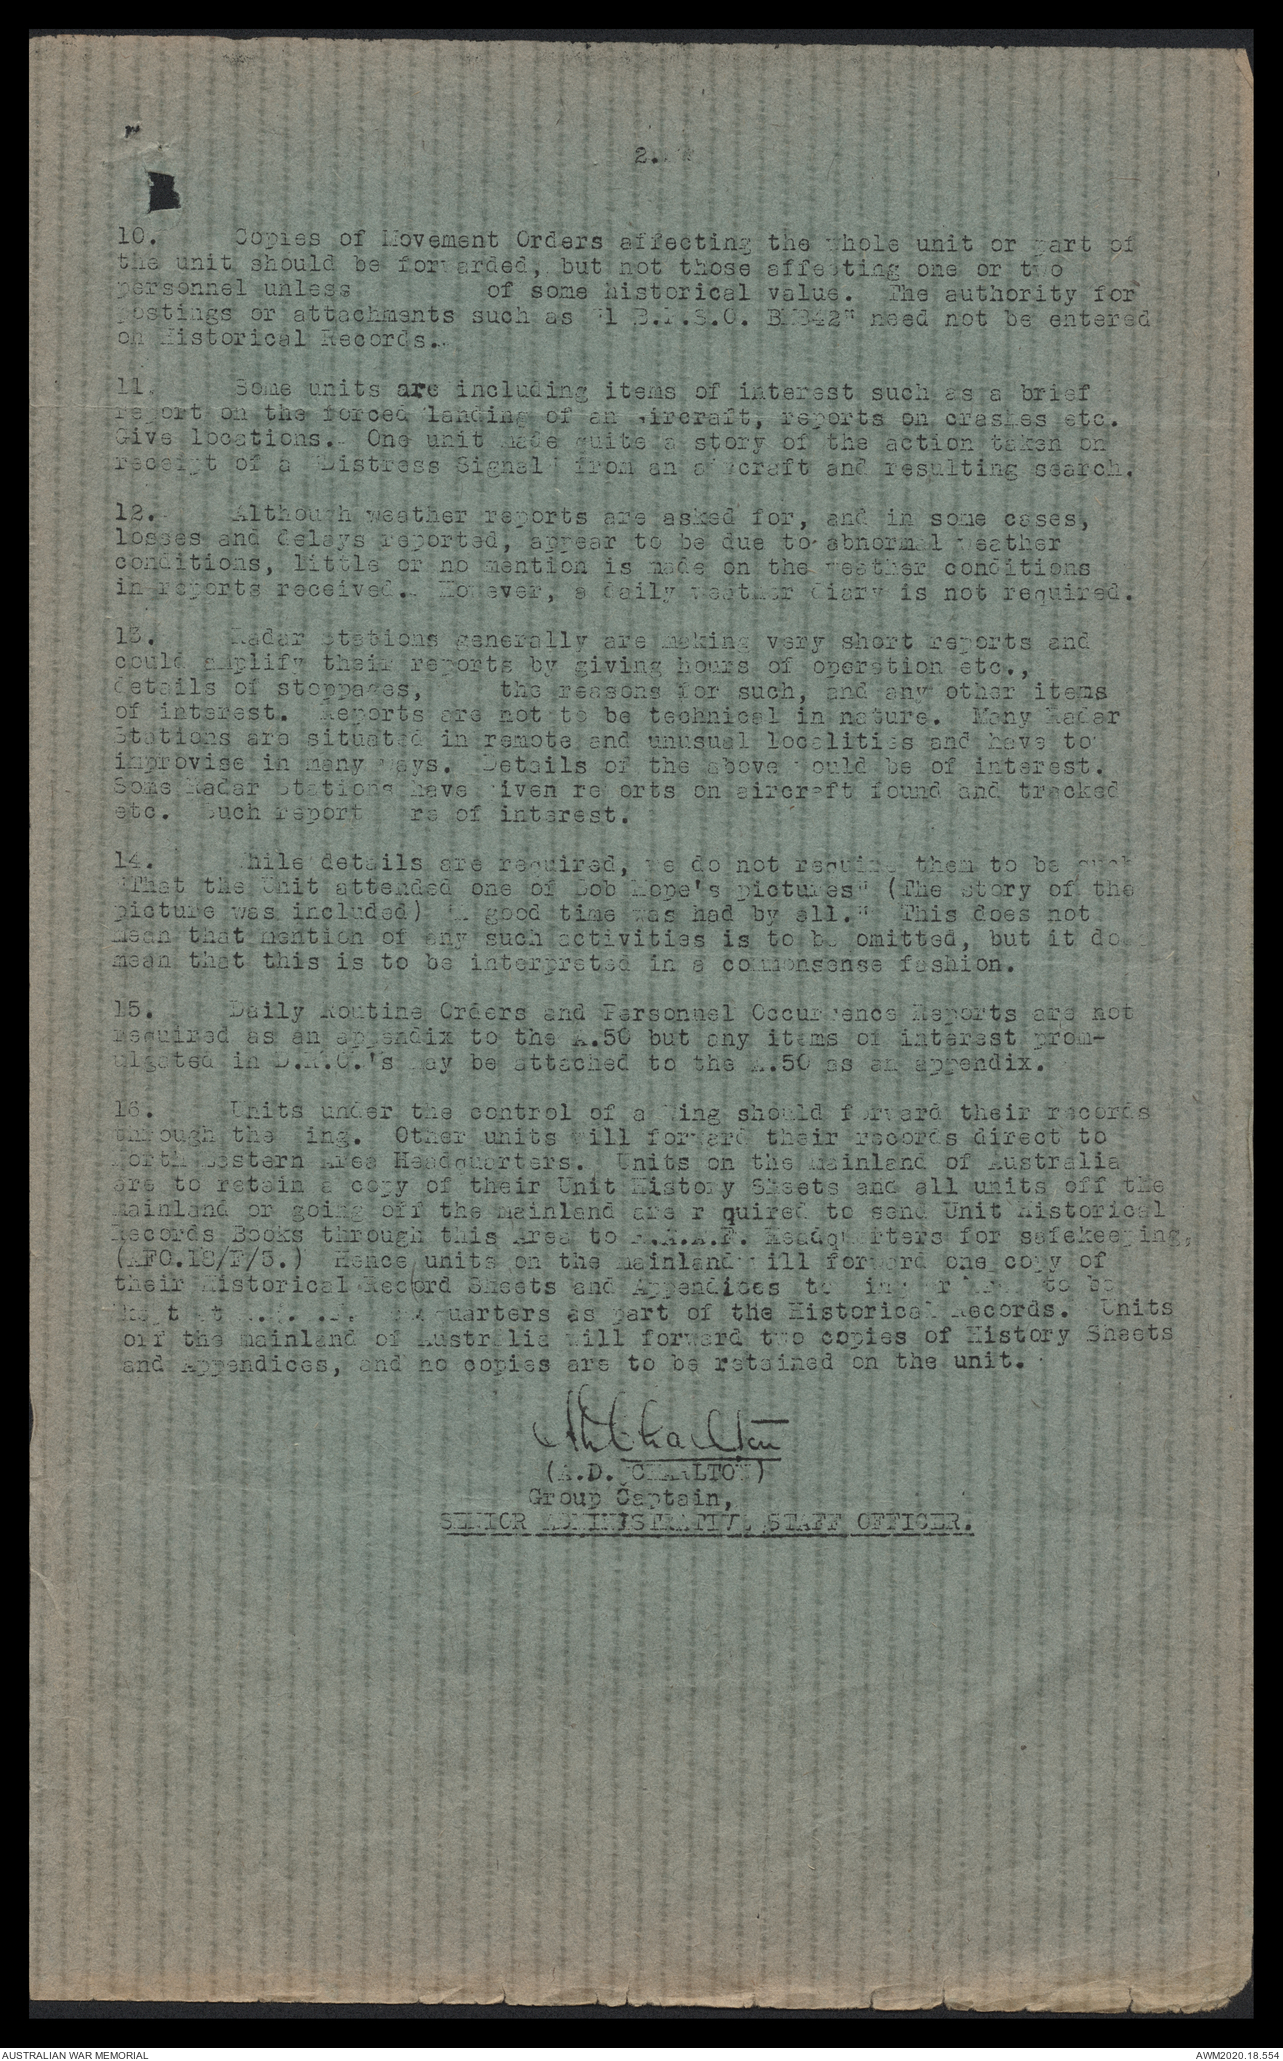 2.
10. Copies of Movement Orders affecting the whole unit or part of
the unit should be forwarded, but not those affecting one or two
personnel unless of some historical value. The authority for
postings or attachments such as "1 need not be entered
on Historical Records.
11. Some units are including items of interest such as a brief
report on the forced landing of an aircraft, reports on crashes etc.
Give locations. One unit made quite a story of the action taken on
receipt of a "Distress Signal" from an aircraft and resulting search.
12. Although weather reports are asked for, and in some cases,
losses and delays reported, appear to be due to abnormal weather
conditions, little or no mention is made on the weather conditions
in reports received. However, a daily weather diary is not required.
13. Radar Stations generally are making very short reports and
could amplify their reports by giving hours of operation etc.,
details of stoppages, the reasons for such, and any other items
of interest. Reports are not to be technical in nature. Many Radar
Stations are situated in remote and unusual localities and have to
improvise in many ways. Details of the above would be of interest.
Some Radar Stations have given reports on aircraft found and tracked
etc. Such report are of interest.
14. While details are required, we do not require them to be such
"That the Unit attended one of Bob Hope's pictures" (The story of the
picture was included) "A good time was had by all." This does not
mean that mention of any such activities is to be omitted, but it does
mean that this is to be interpreted in a commonsense fashion.
15. Daily Routine Orders and Personnel Occurrence Reports are not
required as an appendix to the A.50 but any items of interest prom-
ulgated in D.R.O.'s may be attached to the A.50 as an appendix.
16. Units under the control of a Wing should forward their records
through the Wing. Other units will forward their records direct to
North Western Area Headquarters. Units on the mainland of Australia
are to retain a copy of their Unit History Sheets and all units off the
mainland or going off the mainland are required to send Unit Historical
Records Books through this Area to R.A.A.F. Headquarters for safekeeping,
(AFO.18/F/3.) Hence units on the mainland will forward one copy of
their Historical Record Sheets and Appendices to to be
kept at Headquarters as part of the Historical Records. Units
off the mainland of Australia will forward two copies of History Sheets
and Appendices, and no copies are to be retained on the unit.
(A.D. CHARLTON)
Group Captain,
SENIOR ADMINISTRATIVE STAFF OFFICER.
AUSTRALIAN WAR MEMORIAL
AWM2020.18.554